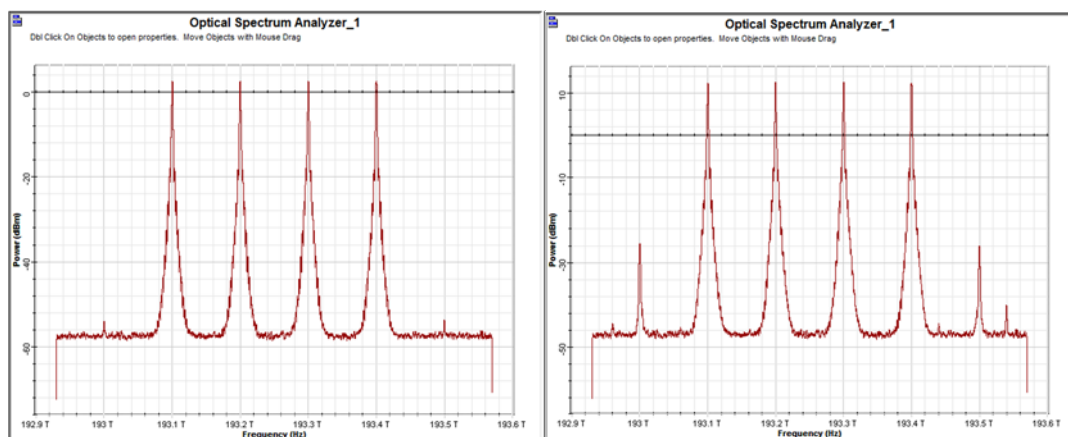 Optical Spectrum Analyzer_1
Dbl Click On Objects to open properties. Move Objects with Mouse Drag
Power (dBm)
0
-20
-40
-60
192.9 T 193 T 193.1 T 193.2 T 193.3 T 193.4 T 193.5 T 193.6 T
Frequency (Hz)
Optical Spectrum Analyzer_1
Dbl Click On Objects to open properties. Move Objects with Mouse Drag
Power (dBm)
10
-10
-30
-50
192.9 T 193 T 193.1 T 193.2 T 193.3 T 193.4 T 193.5 T 193.6 T
Frequency (Hz)